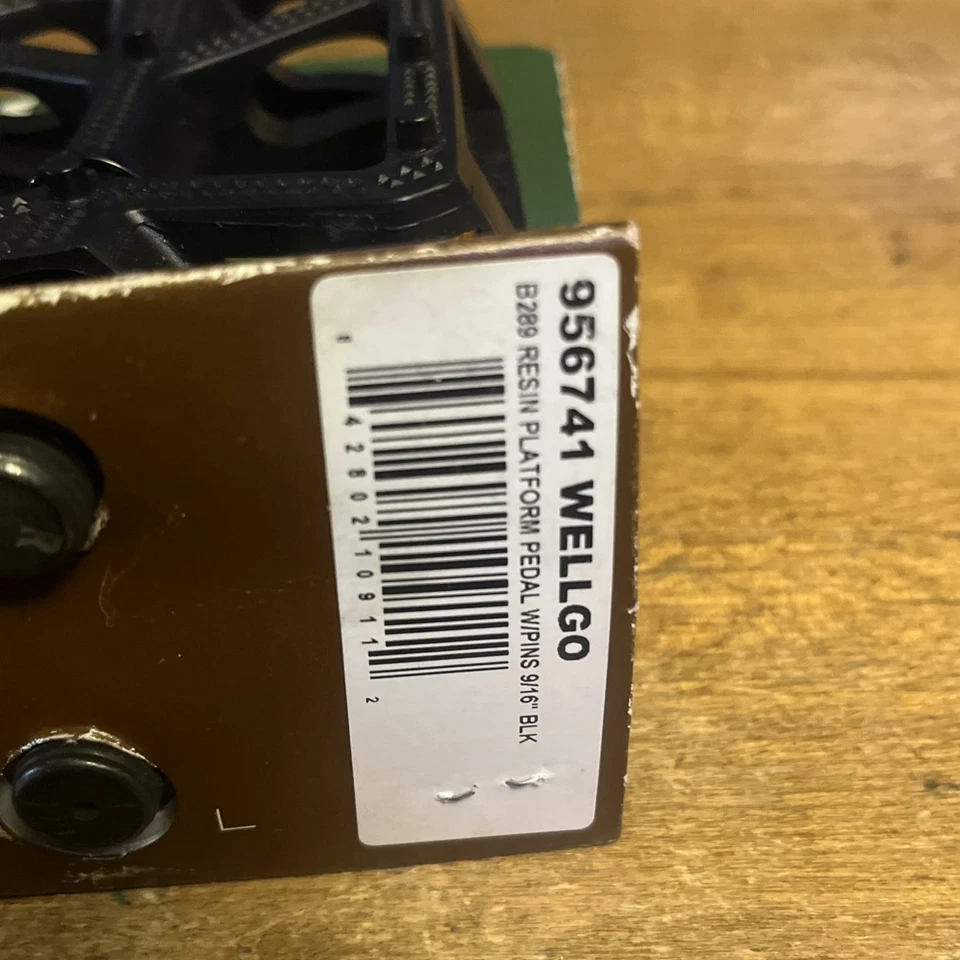 956741 WELLGO
B289 RESIN PLATFORM PEDAL W/PINS 9/16" BLK
8 42802 10911 2
R
L